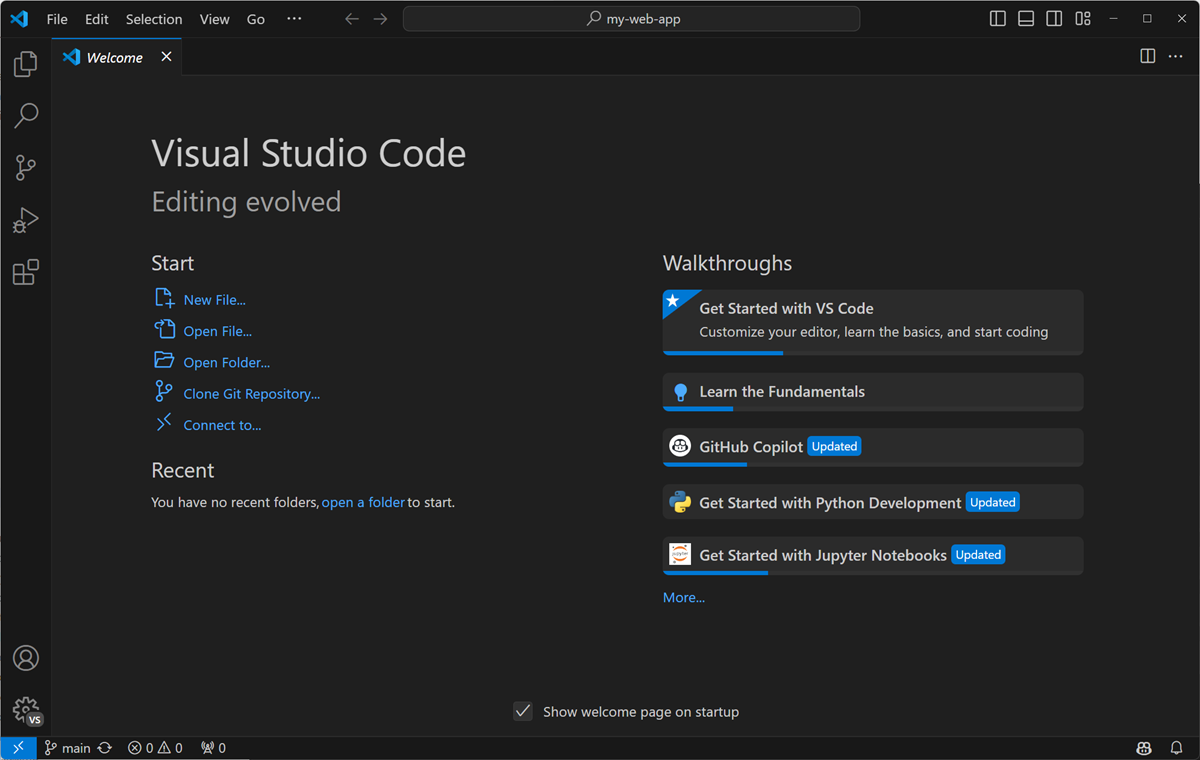 File Edit Selection View Go ··· my-web-app
Welcome
Visual Studio Code
Editing evolved
Start
New File...
Open File...
Open Folder...
Clone Git Repository...
Connect to...
Recent
You have no recent folders, open a folder to start.
Walkthroughs
Get Started with VS Code
Customize your editor, learn the basics, and start coding
Learn the Fundamentals
GitHub Copilot Updated
Get Started with Python Development Updated
jupyter Get Started with Jupyter Notebooks Updated
More...
Show welcome page on startup
VS
main 0 0 0